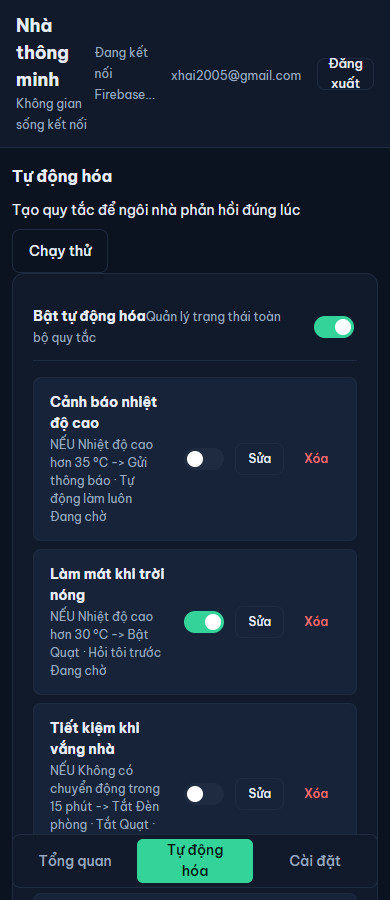 Nhà
thông
minh
Không gian
sống kết nối
Đang kết
nối
Firebase...
xhai2005@gmail.com
Đăng
xuất
Tự động hóa
Tạo quy tắc để ngôi nhà phản hồi đúng lúc
Chạy thử
Bật tự động hóaQuản lý trạng thái toàn
bộ quy tắc
Cảnh báo nhiệt
độ cao
NẾU Nhiệt độ cao
hơn 35 °C -> Gửi
thông báo · Tự
động làm luôn
Đang chờ
Sửa
Xóa
Làm mát khi trời
nóng
NẾU Nhiệt độ cao
hơn 30 °C -> Bật
Quạt · Hỏi tôi trước
Đang chờ
Sửa
Xóa
Tiết kiệm khi
vắng nhà
NẾU Không có
chuyển động trong
15 phút -> Tắt Đèn
phòng · Tắt Quạt ·
Sửa
Xóa
Tổng quan
Tự động
hóa
Cài đặt